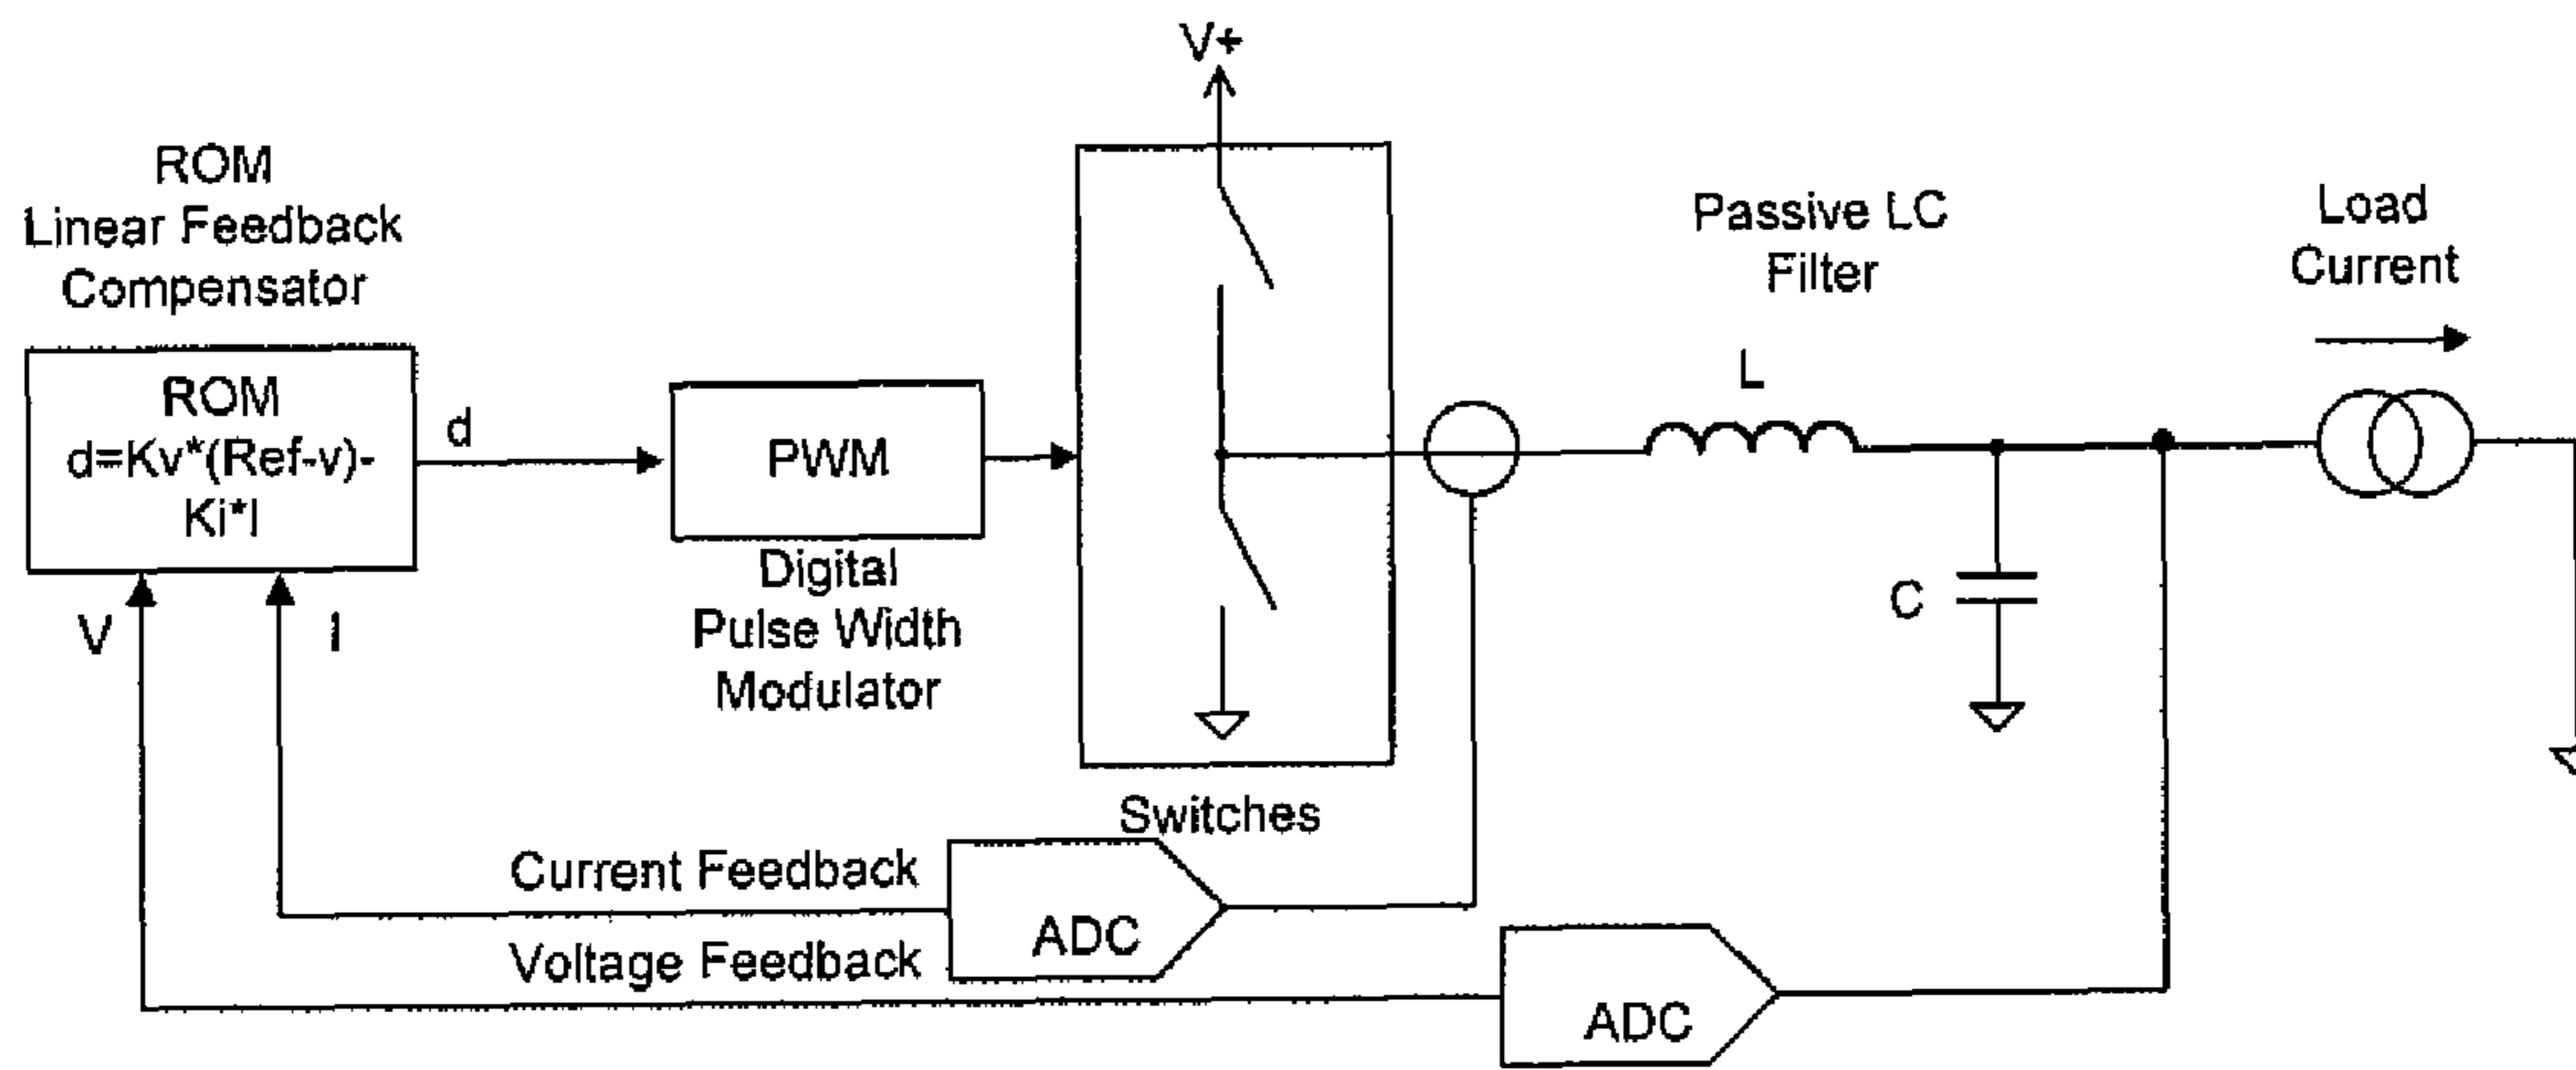 V+
ROM
Linear Feedback
Compensator
ROM
d=Kv*(Ref-v)-
Ki*I
d
PWM
Digital
Pulse Width
Modulator
Passive LC
Filter
L
Load
Current
C
V
I
Switches
Current Feedback
ADC
Voltage Feedback
ADC